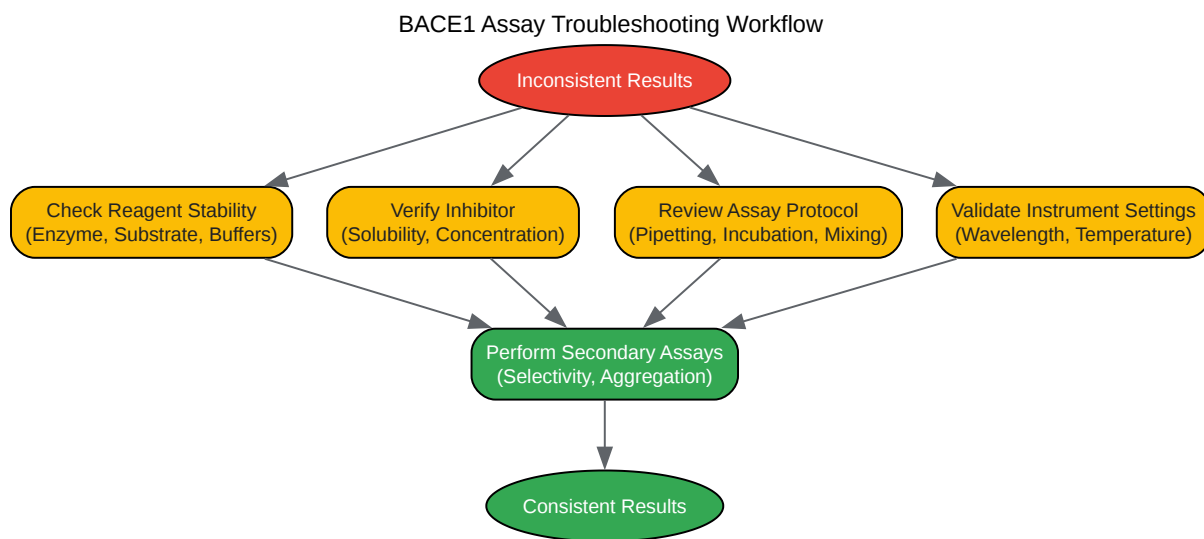 BACE1 Assay Troubleshooting Workflow
Inconsistent Results
Check Reagent Stability
(Enzyme, Substrate, Buffers)
Verify Inhibitor
(Solubility, Concentration)
Review Assay Protocol
(Pipetting, Incubation, Mixing)
Validate Instrument Settings
(Wavelength, Temperature)
Perform Secondary Assays
(Selectivity, Aggregation)
Consistent Results